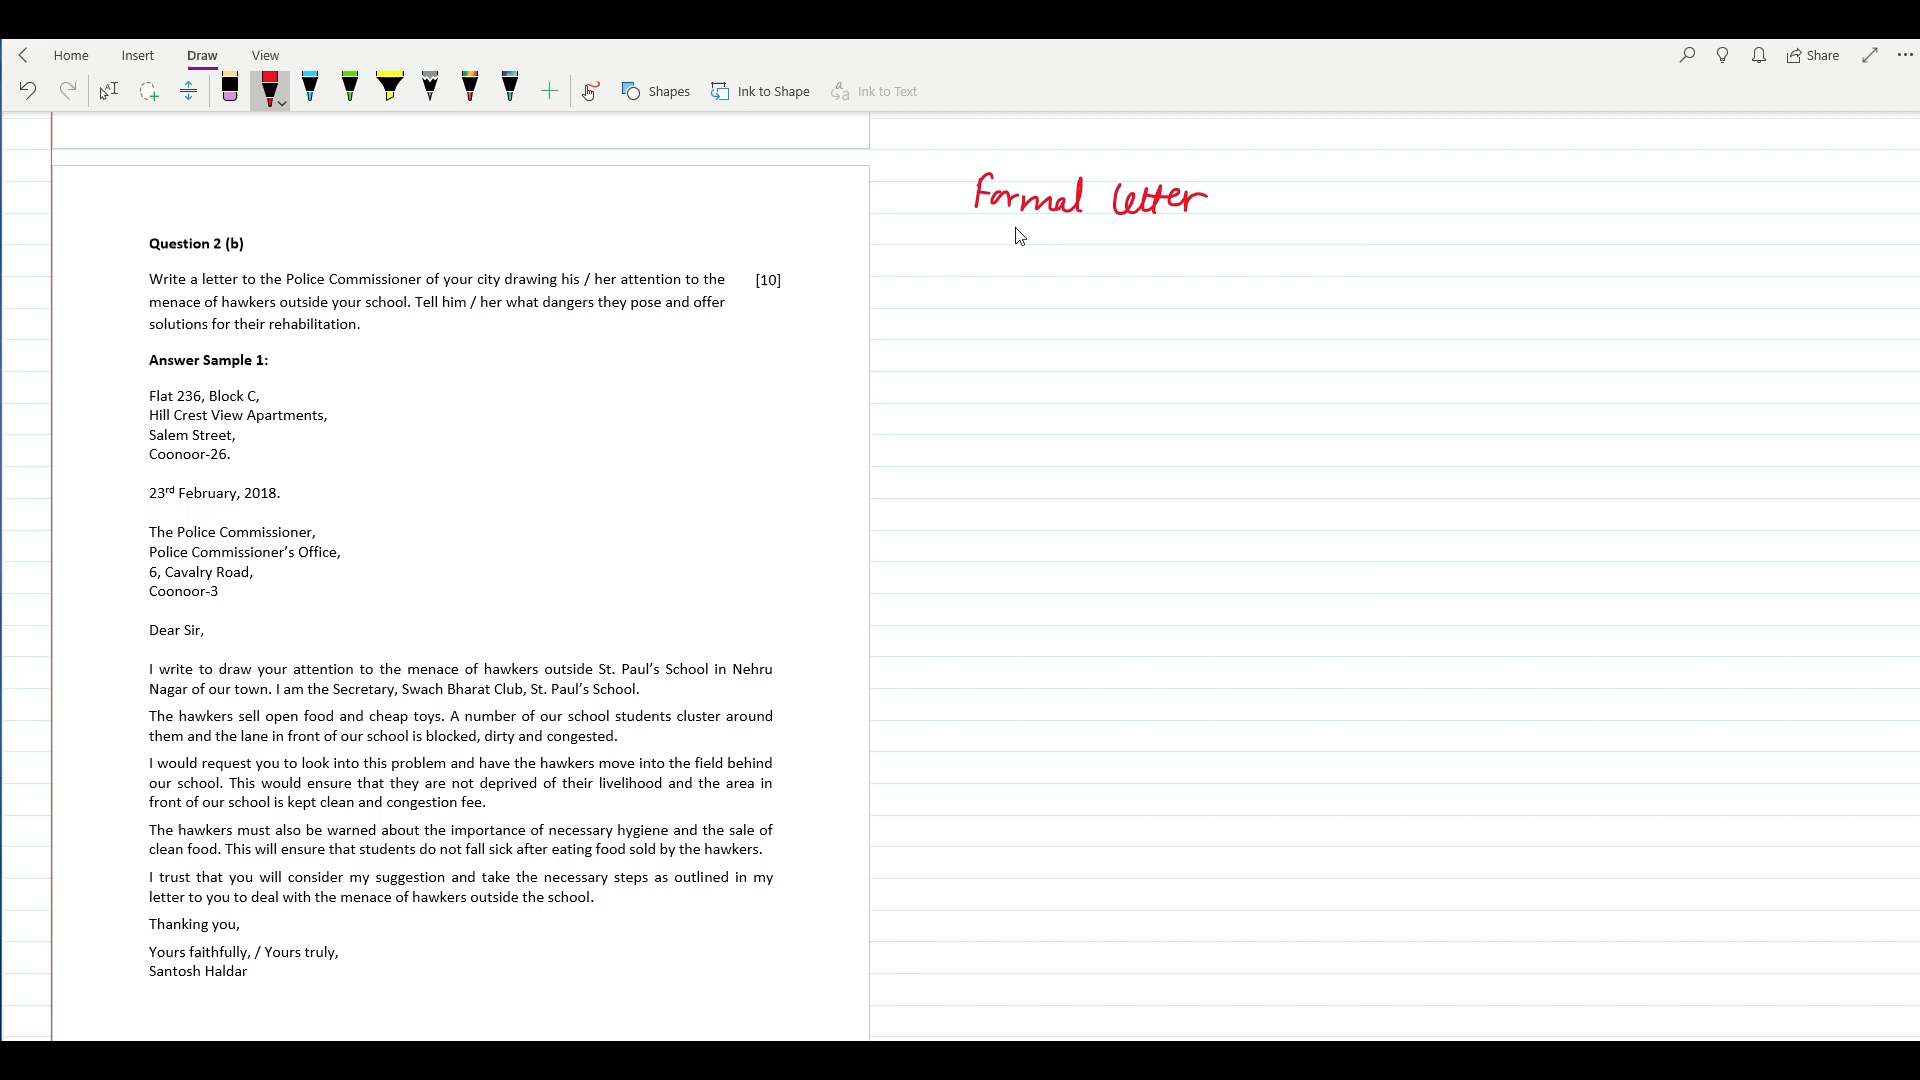 Home Insert Draw View Share
Shapes Ink to Shape Ink to Text
Formal letter
Question 2 (b)
Write a letter to the Police Commissioner of your city drawing his / her attention to the [10]
menace of hawkers outside your school. Tell him / her what dangers they pose and offer
solutions for their rehabilitation.
Answer Sample 1:
Flat 236, Block C,
Hill Crest View Apartments,
Salem Street,
Coonoor-26.
23rd February, 2018.
The Police Commissioner,
Police Commissioner’s Office,
6, Cavalry Road,
Coonoor-3
Dear Sir,
I write to draw your attention to the menace of hawkers outside St. Paul’s School in Nehru
Nagar of our town. I am the Secretary, Swach Bharat Club, St. Paul’s School.
The hawkers sell open food and cheap toys. A number of our school students cluster around
them and the lane in front of our school is blocked, dirty and congested.
I would request you to look into this problem and have the hawkers move into the field behind
our school. This would ensure that they are not deprived of their livelihood and the area in
front of our school is kept clean and congestion fee.
The hawkers must also be warned about the importance of necessary hygiene and the sale of
clean food. This will ensure that students do not fall sick after eating food sold by the hawkers.
I trust that you will consider my suggestion and take the necessary steps as outlined in my
letter to you to deal with the menace of hawkers outside the school.
Thanking you,
Yours faithfully, / Yours truly,
Santosh Haldar